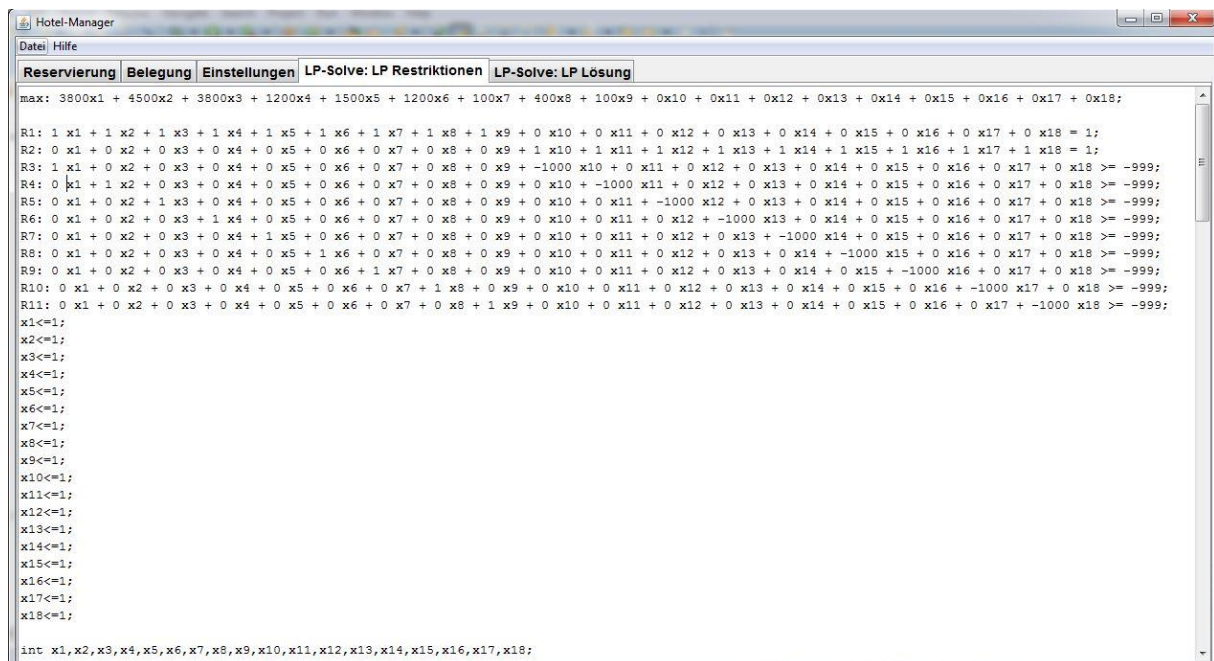 Hotel-Manager
Datei Hilfe
Reservierung Belegung Einstellungen LP-Solve: LP Restriktionen LP-Solve: LP Lösung
max: 3800x1 + 4500x2 + 3800x3 + 1200x4 + 1500x5 + 1200x6 + 100x7 + 400x8 + 100x9 + 0x10 + 0x11 + 0x12 + 0x13 + 0x14 + 0x15 + 0x16 + 0x17 + 0x18;
R1: 1 x1 + 1 x2 + 1 x3 + 1 x4 + 1 x5 + 1 x6 + 1 x7 + 1 x8 + 1 x9 + 0 x10 + 0 x11 + 0 x12 + 0 x13 + 0 x14 + 0 x15 + 0 x16 + 0 x17 + 0 x18 = 1;
R2: 0 x1 + 0 x2 + 0 x3 + 0 x4 + 0 x5 + 0 x6 + 0 x7 + 0 x8 + 0 x9 + 1 x10 + 1 x11 + 1 x12 + 1 x13 + 1 x14 + 1 x15 + 1 x16 + 1 x17 + 1 x18 = 1;
R3: 1 x1 + 0 x2 + 0 x3 + 0 x4 + 0 x5 + 0 x6 + 0 x7 + 0 x8 + 0 x9 + -1000 x10 + 0 x11 + 0 x12 + 0 x13 + 0 x14 + 0 x15 + 0 x16 + 0 x17 + 0 x18 >= -999;
R4: 0 x1 + 1 x2 + 0 x3 + 0 x4 + 0 x5 + 0 x6 + 0 x7 + 0 x8 + 0 x9 + 0 x10 + -1000 x11 + 0 x12 + 0 x13 + 0 x14 + 0 x15 + 0 x16 + 0 x17 + 0 x18 >= -999;
R5: 0 x1 + 0 x2 + 1 x3 + 0 x4 + 0 x5 + 0 x6 + 0 x7 + 0 x8 + 0 x9 + 0 x10 + 0 x11 + -1000 x12 + 0 x13 + 0 x14 + 0 x15 + 0 x16 + 0 x17 + 0 x18 >= -999;
R6: 0 x1 + 0 x2 + 0 x3 + 1 x4 + 0 x5 + 0 x6 + 0 x7 + 0 x8 + 0 x9 + 0 x10 + 0 x11 + 0 x12 + -1000 x13 + 0 x14 + 0 x15 + 0 x16 + 0 x17 + 0 x18 >= -999;
R7: 0 x1 + 0 x2 + 0 x3 + 0 x4 + 1 x5 + 0 x6 + 0 x7 + 0 x8 + 0 x9 + 0 x10 + 0 x11 + 0 x12 + 0 x13 + -1000 x14 + 0 x15 + 0 x16 + 0 x17 + 0 x18 >= -999;
R8: 0 x1 + 0 x2 + 0 x3 + 0 x4 + 0 x5 + 1 x6 + 0 x7 + 0 x8 + 0 x9 + 0 x10 + 0 x11 + 0 x12 + 0 x13 + 0 x14 + -1000 x15 + 0 x16 + 0 x17 + 0 x18 >= -999;
R9: 0 x1 + 0 x2 + 0 x3 + 0 x4 + 0 x5 + 0 x6 + 1 x7 + 0 x8 + 0 x9 + 0 x10 + 0 x11 + 0 x12 + 0 x13 + 0 x14 + 0 x15 + -1000 x16 + 0 x17 + 0 x18 >= -999;
R10: 0 x1 + 0 x2 + 0 x3 + 0 x4 + 0 x5 + 0 x6 + 0 x7 + 1 x8 + 0 x9 + 0 x10 + 0 x11 + 0 x12 + 0 x13 + 0 x14 + 0 x15 + 0 x16 + -1000 x17 + 0 x18 >= -999;
R11: 0 x1 + 0 x2 + 0 x3 + 0 x4 + 0 x5 + 0 x6 + 0 x7 + 0 x8 + 1 x9 + 0 x10 + 0 x11 + 0 x12 + 0 x13 + 0 x14 + 0 x15 + 0 x16 + 0 x17 + -1000 x18 >= -999;
x1<=1;
x2<=1;
x3<=1;
x4<=1;
x5<=1;
x6<=1;
x7<=1;
x8<=1;
x9<=1;
x10<=1;
x11<=1;
x12<=1;
x13<=1;
x14<=1;
x15<=1;
x16<=1;
x17<=1;
x18<=1;
int x1,x2,x3,x4,x5,x6,x7,x8,x9,x10,x11,x12,x13,x14,x15,x16,x17,x18;